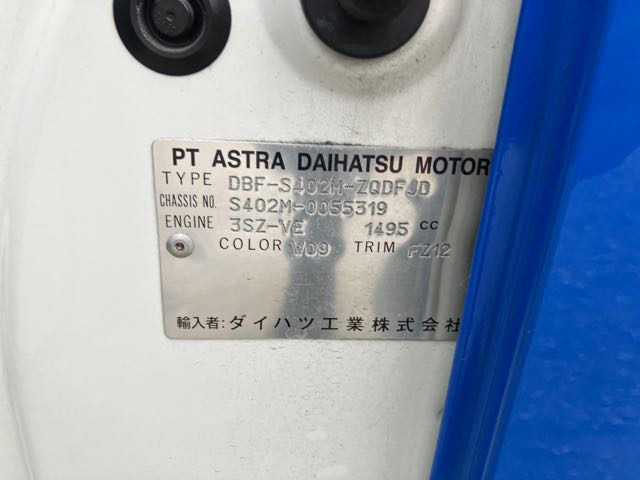 PT ASTRA DAIHATSU MOTOR
TYPE DBF-S402M-ZQDFJD
CHASSIS NO. S402M-0055319
ENGINE 3SZ-VE 1495 CC
COLOR W09 TRIM FZ12
輸入者:ダイハツ工業株式会社